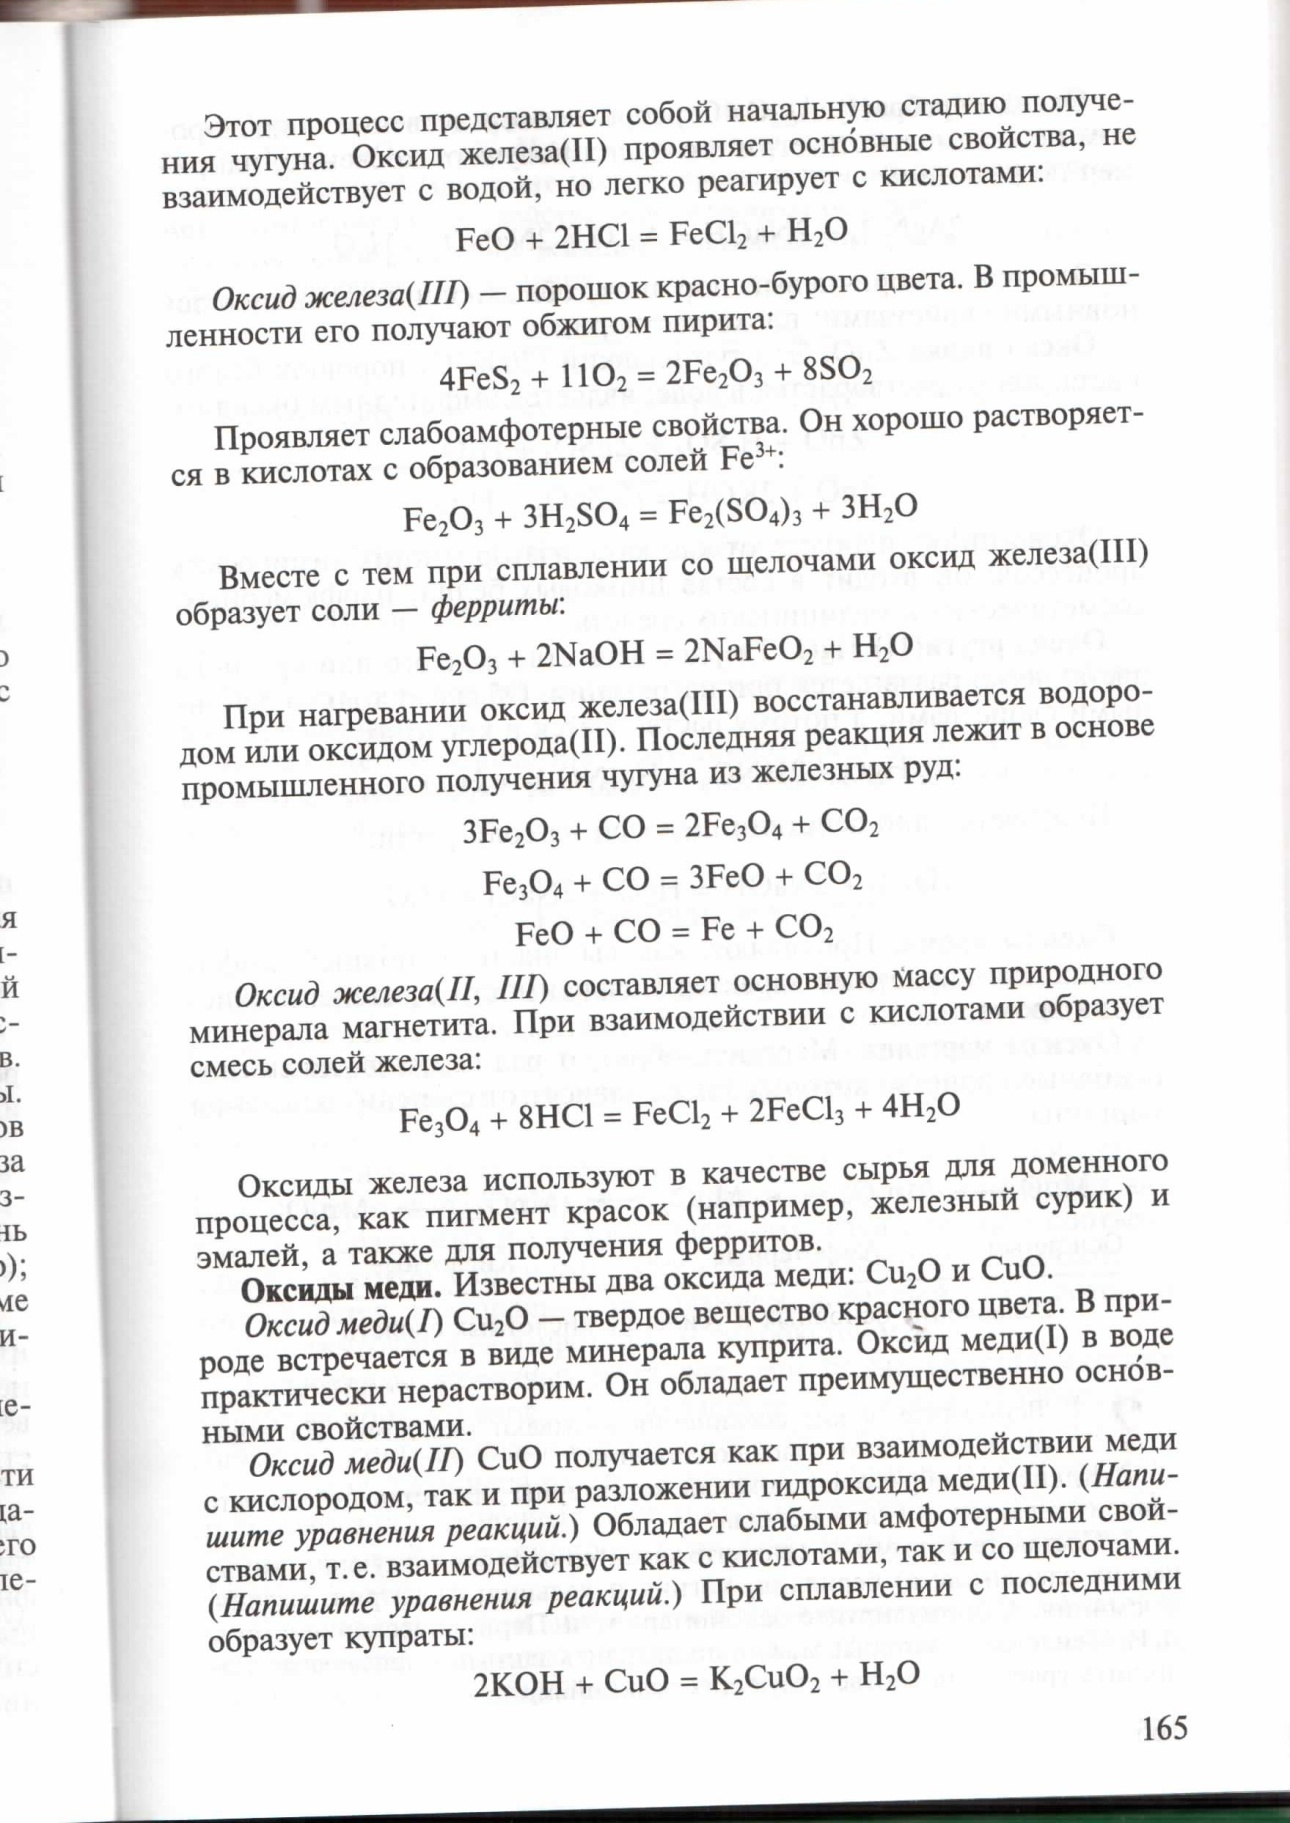 Этот процесс представляет собой начальную стадию получе-
ния чугуна. Оксид железа(II) проявляет осно́вные свойства, не
взаимодействует с водой, но легко реагирует с кислотами:
FeO + 2HCl = FeCl₂ + H₂O
Оксид железа(III) — порошок красно-бурого цвета. В промыш-
ленности его получают обжигом пирита:
4FeS₂ + 11O₂ = 2Fe₂O₃ + 8SO₂
Проявляет слабоамфотерные свойства. Он хорошо растворяет-
ся в кислотах с образованием солей Fe³⁺:
Fe₂O₃ + 3H₂SO₄ = Fe₂(SO₄)₃ + 3H₂O
Вместе с тем при сплавлении со щелочами оксид железа(III)
образует соли — ферриты:
Fe₂O₃ + 2NaOH = 2NaFeO₂ + H₂O
При нагревании оксид железа(III) восстанавливается водоро-
дом или оксидом углерода(II). Последняя реакция лежит в основе
промышленного получения чугуна из железных руд:
3Fe₂O₃ + CO = 2Fe₃O₄ + CO₂
Fe₃O₄ + CO = 3FeO + CO₂
FeO + CO = Fe + CO₂
Оксид железа(II, III) составляет основную массу природного
минерала магнетита. При взаимодействии с кислотами образует
смесь солей железа:
Fe₃O₄ + 8HCl = FeCl₂ + 2FeCl₃ + 4H₂O
Оксиды железа используют в качестве сырья для доменного
процесса, как пигмент красок (например, железный сурик) и
эмалей, а также для получения ферритов.
Оксиды меди. Известны два оксида меди: Cu₂O и CuO.
Оксид меди(I) Cu₂O — твердое вещество красного цвета. В при-
роде встречается в виде минерала куприта. Оксид меди(I) в воде
практически нерастворим. Он обладает преимущественно осно́в-
ными свойствами.
Оксид меди(II) CuO получается как при взаимодействии меди
с кислородом, так и при разложении гидроксида меди(II). (Напи-
шите уравнения реакций.) Обладает слабыми амфотерными свой-
ствами, т.е. взаимодействует как с кислотами, так и со щелочами.
(Напишите уравнения реакций.) При сплавлении с последними
образует купраты:
2KOH + CuO = K₂CuO₂ + H₂O
165